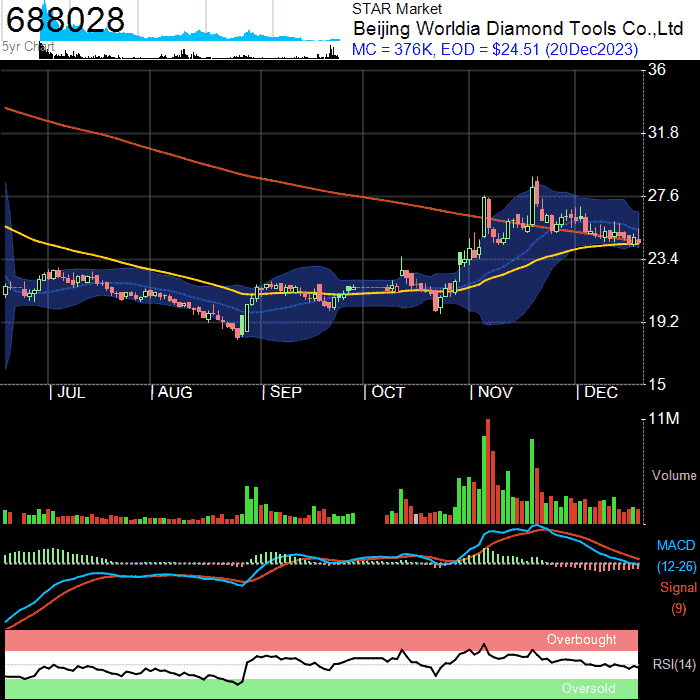 688028
5yr Chart
STAR Market
Beijing Worldia Diamond Tools Co.,Ltd
MC = 376K, EOD = $24.51 (20Dec2023)
36
31.8
27.6
23.4
19.2
15
| JUL | AUG | SEP | OCT | NOV | DEC
11M
Volume
MACD
(12-26)
Signal
(9)
Overbought
RSI(14)
Oversold